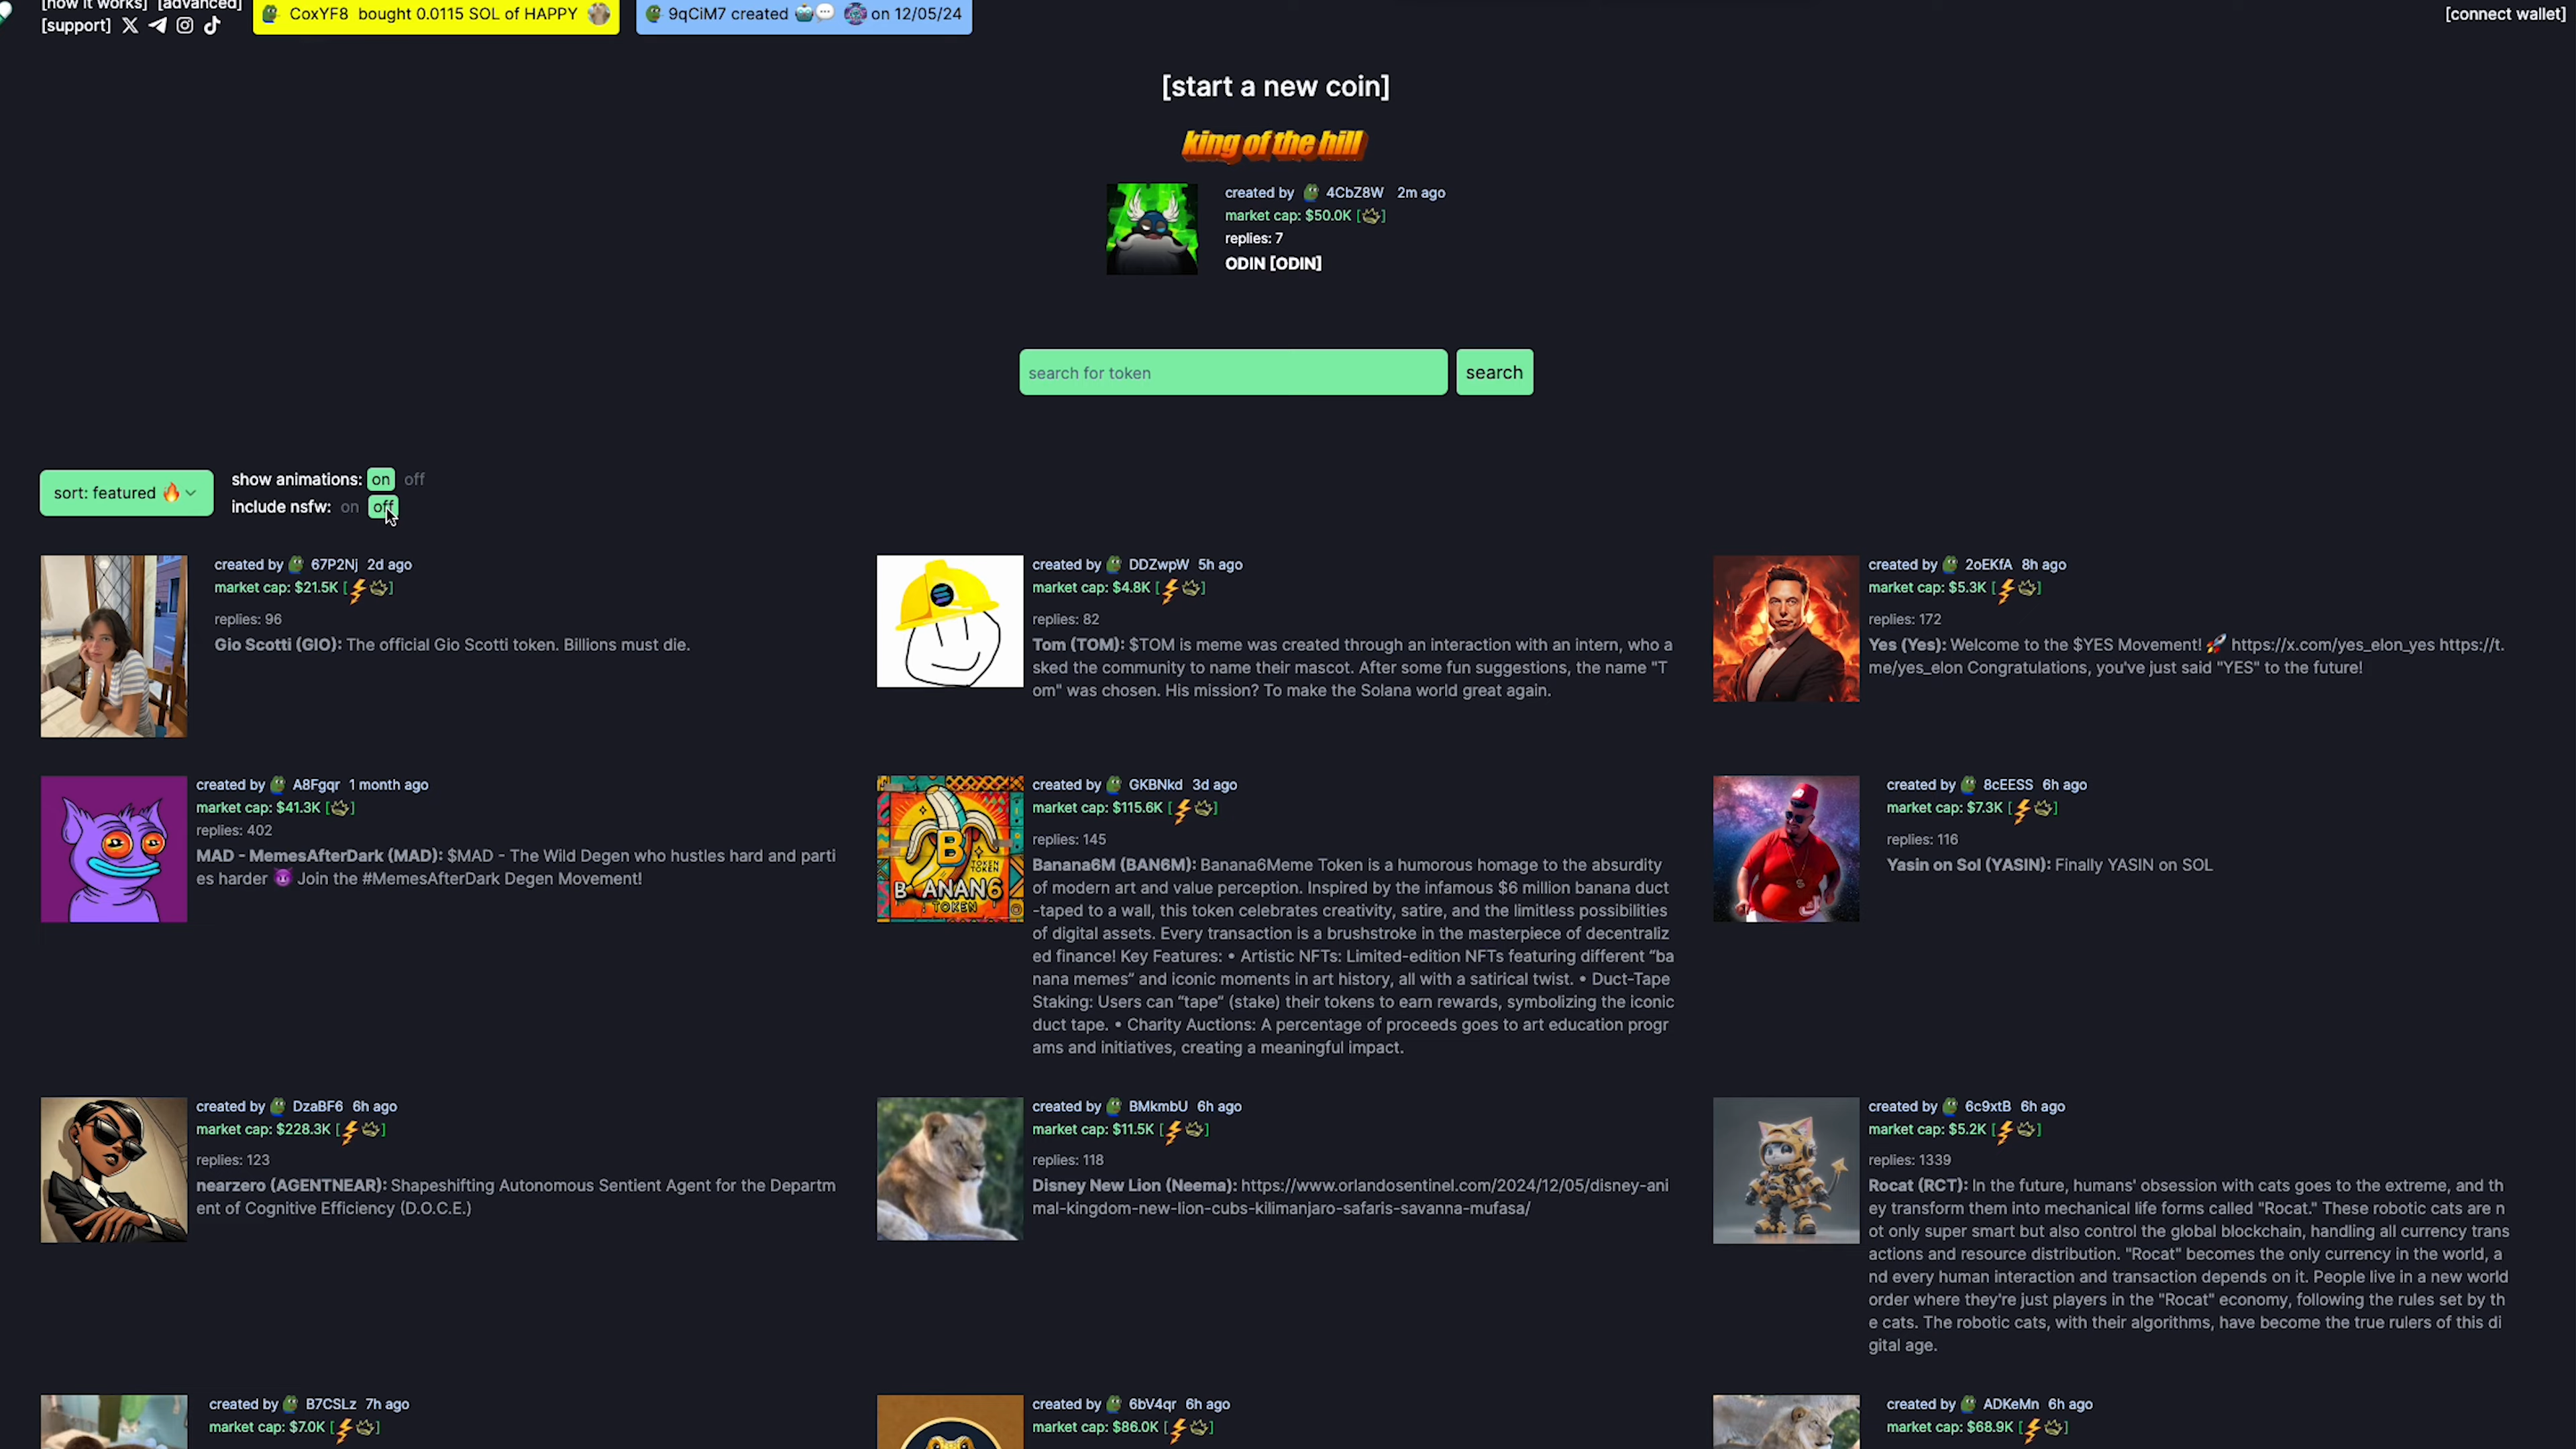 [how it works] [advanced]
[support]
CoxYF8 bought 0.0115 SOL of HAPPY
9qCiM7 created 🤖💬 on 12/05/24
[connect wallet]
[start a new coin]
king of the hill
created by 4CbZ8W 2m ago
market cap: $50.0K [👑]
replies: 7
ODIN [ODIN]
search for token
search
sort: featured 🔥
show animations: on off
include nsfw: on off
created by 67P2Nj 2d ago
market cap: $21.5K [⚡👑]
replies: 96
Gio Scotti (GIO): The official Gio Scotti token. Billions must die.
created by DDZwpW 5h ago
market cap: $4.8K [⚡👑]
replies: 82
Tom (TOM): $TOM is meme was created through an interaction with an intern, who a
sked the community to name their mascot. After some fun suggestions, the name "T
om" was chosen. His mission? To make the Solana world great again.
created by 2oEKfA 8h ago
market cap: $5.3K [⚡👑]
replies: 172
Yes (Yes): Welcome to the $YES Movement! 🚀 https://x.com/yes_elon_yes https://t.
me/yes_elon Congratulations, you've just said "YES" to the future!
created by A8Fgqr 1 month ago
market cap: $41.3K [👑]
replies: 402
MAD - MemesAfterDark (MAD): $MAD - The Wild Degen who hustles hard and parti
es harder 😈 Join the #MemesAfterDark Degen Movement!
created by GKBNkd 3d ago
market cap: $115.6K [⚡👑]
replies: 145
Banana6M (BAN6M): Banana6Meme Token is a humorous homage to the absurdity
of modern art and value perception. Inspired by the infamous $6 million banana duct
-taped to a wall, this token celebrates creativity, satire, and the limitless possibilities
of digital assets. Every transaction is a brushstroke in the masterpiece of decentraliz
ed finance! Key Features: • Artistic NFTs: Limited-edition NFTs featuring different “ba
nana memes” and iconic moments in art history, all with a satirical twist. • Duct-Tape
Staking: Users can “tape” (stake) their tokens to earn rewards, symbolizing the iconic
duct tape. • Charity Auctions: A percentage of proceeds goes to art education progr
ams and initiatives, creating a meaningful impact.
B
TOKEN
TOKEN
B ANAN6
TOKEN
created by 8cEESS 6h ago
market cap: $7.3K [⚡👑]
replies: 116
Yasin on Sol (YASIN): Finally YASIN on SOL
created by DzaBF6 6h ago
market cap: $228.3K [⚡👑]
replies: 123
nearzero (AGENTNEAR): Shapeshifting Autonomous Sentient Agent for the Departm
ent of Cognitive Efficiency (D.O.C.E.)
created by BMkmbU 6h ago
market cap: $11.5K [⚡👑]
replies: 118
Disney New Lion (Neema): https://www.orlandosentinel.com/2024/12/05/disney-ani
mal-kingdom-new-lion-cubs-kilimanjaro-safaris-savanna-mufasa/
created by 6c9xtB 6h ago
market cap: $5.2K [⚡👑]
replies: 1339
Rocat (RCT): In the future, humans' obsession with cats goes to the extreme, and th
ey transform them into mechanical life forms called "Rocat." These robotic cats are n
ot only super smart but also control the global blockchain, handling all currency trans
actions and resource distribution. "Rocat" becomes the only currency in the world, a
nd every human interaction and transaction depends on it. People live in a new world
order where they're just players in the "Rocat" economy, following the rules set by th
e cats. The robotic cats, with their algorithms, have become the true rulers of this di
gital age.
created by B7CSLz 7h ago
market cap: $7.0K [⚡👑]
created by 6bV4qr 6h ago
market cap: $86.0K [⚡👑]
created by ADKeMn 6h ago
market cap: $68.9K [⚡👑]